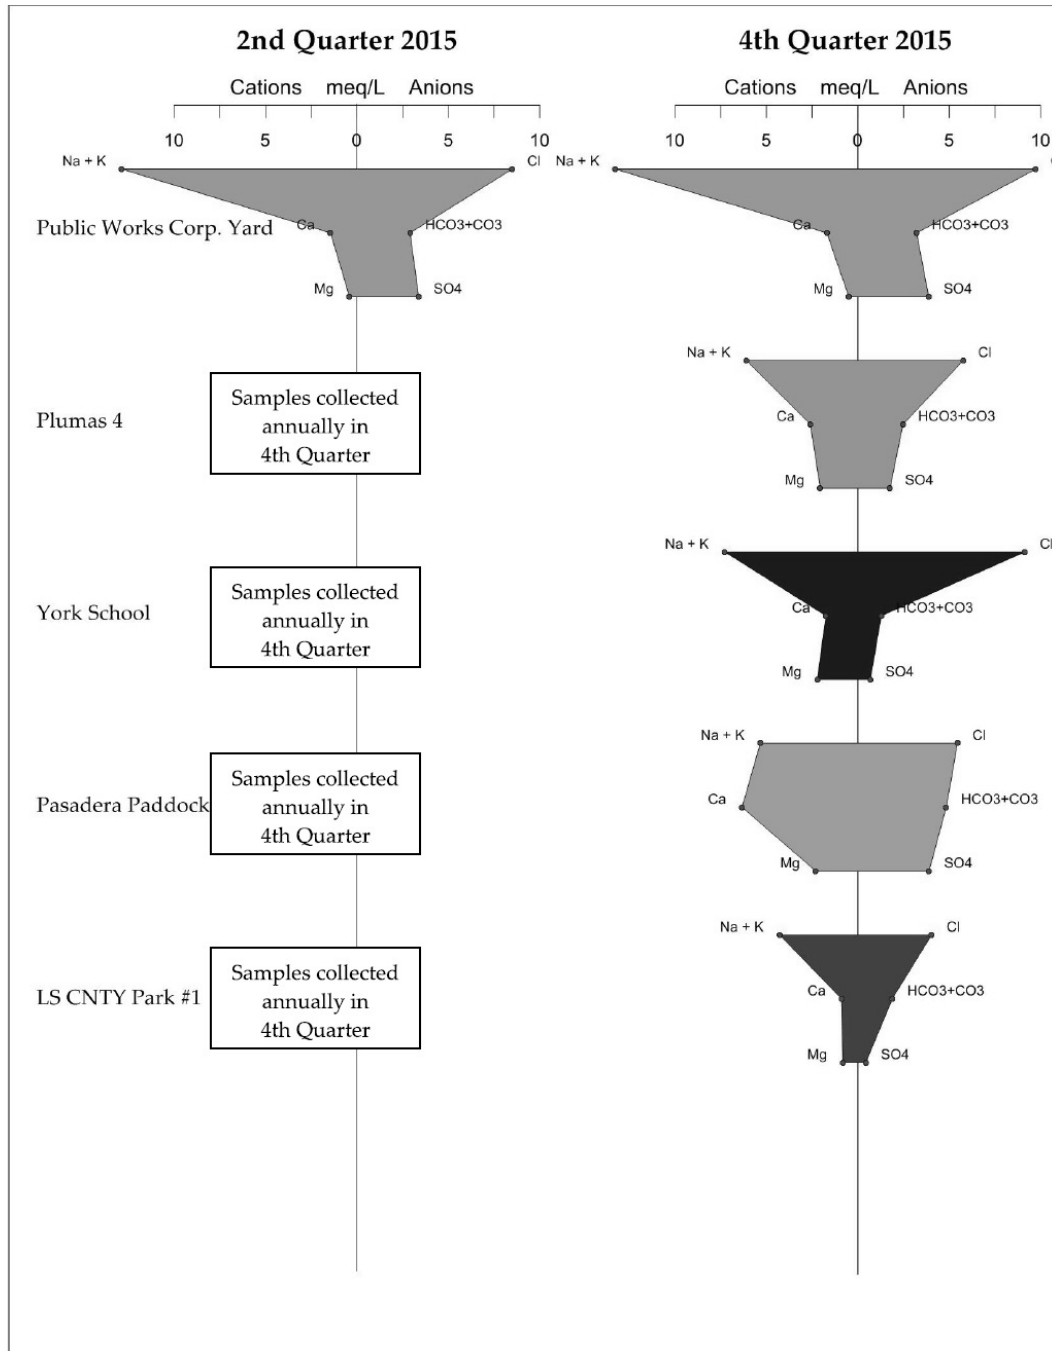 2nd Quarter 2015
4th Quarter 2015
Cations meq/L Anions
Cations meq/L Anions
10 5 0 5 10
10 5 0 5 10
Na + K Cl
Na + K
Public Works Corp. Yard
Ca HCO3+CO3
Ca HCO3+CO3
Mg SO4
Mg SO4
Na + K Cl
Plumas 4
Samples collected
annually in
4th Quarter
Ca HCO3+CO3
Mg SO4
Na + K Cl
York School
Samples collected
annually in
4th Quarter
Ca HCO3+CO3
Mg SO4
Na + K Cl
Pasadera Paddock
Samples collected
annually in
4th Quarter
Ca HCO3+CO3
Mg SO4
Na + K Cl
LS CNTY Park #1
Samples collected
annually in
4th Quarter
Ca HCO3+CO3
Mg SO4